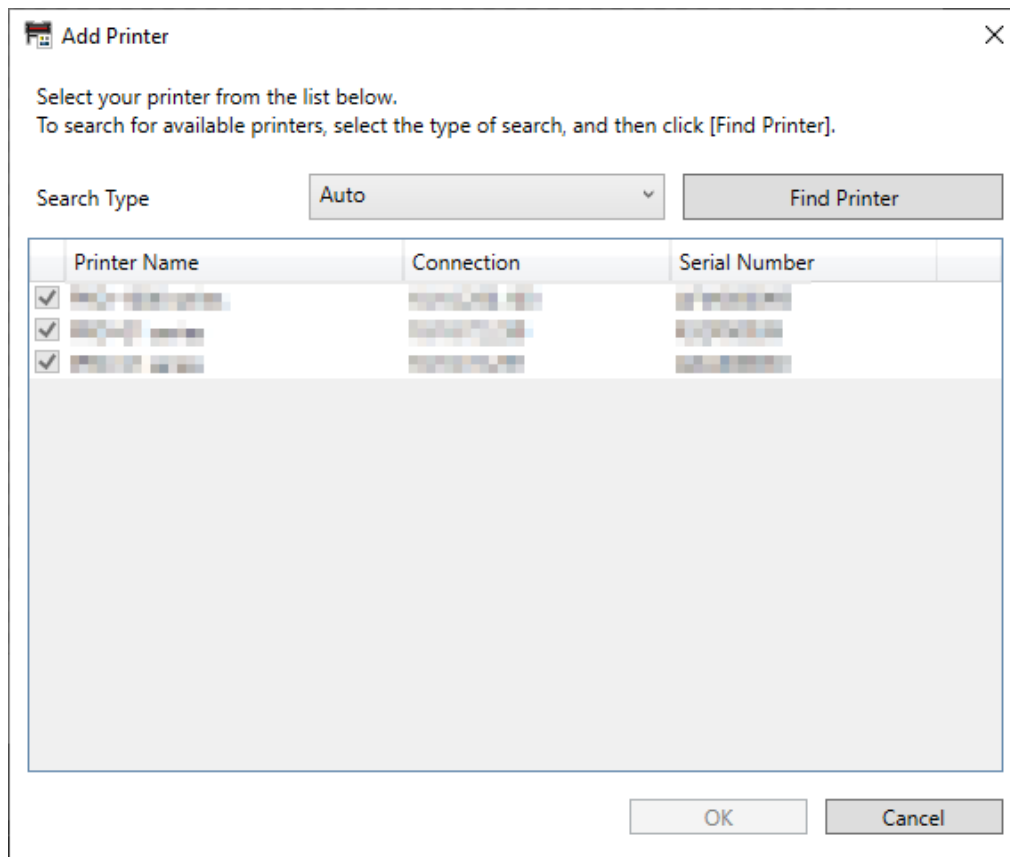 Add Printer
Select your printer from the list below.
To search for available printers, select the type of search, and then click [Find Printer].
Search Type Auto Find Printer
Printer Name Connection Serial Number
OK Cancel